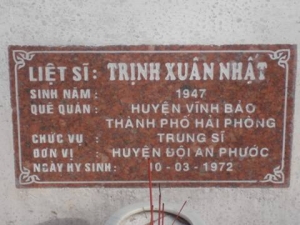 LIỆT SĨ : TRỊNH XUÂN NHẬT
SINH NĂM : 1947
QUÊ QUÁN : HUYỆN VĨNH BẢO
THÀNH PHỐ HẢI PHÒNG
CHỨC VỤ : TRUNG SĨ
ĐƠN VỊ : HUYỆN ĐỘI AN PHƯỚC
NGÀY HY SINH: 10-03-1972